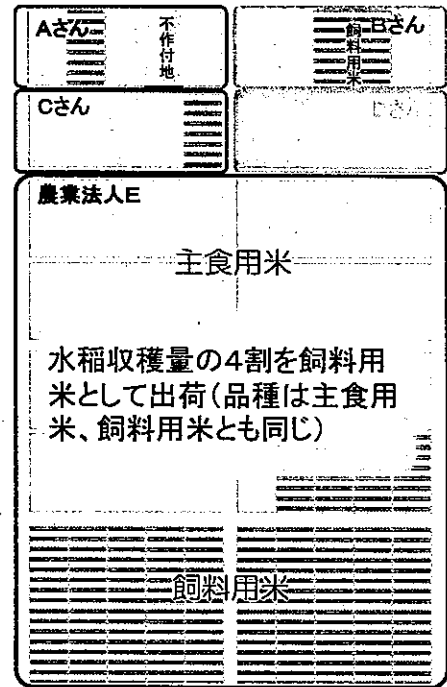 Aさん
不作付地
飼料用米
Bさん
Cさん
Dさん
農業法人E
主食用米
水稲収穫量の4割を飼料用
米として出荷(品種は主食用
米、飼料用米とも同じ)
飼料用米